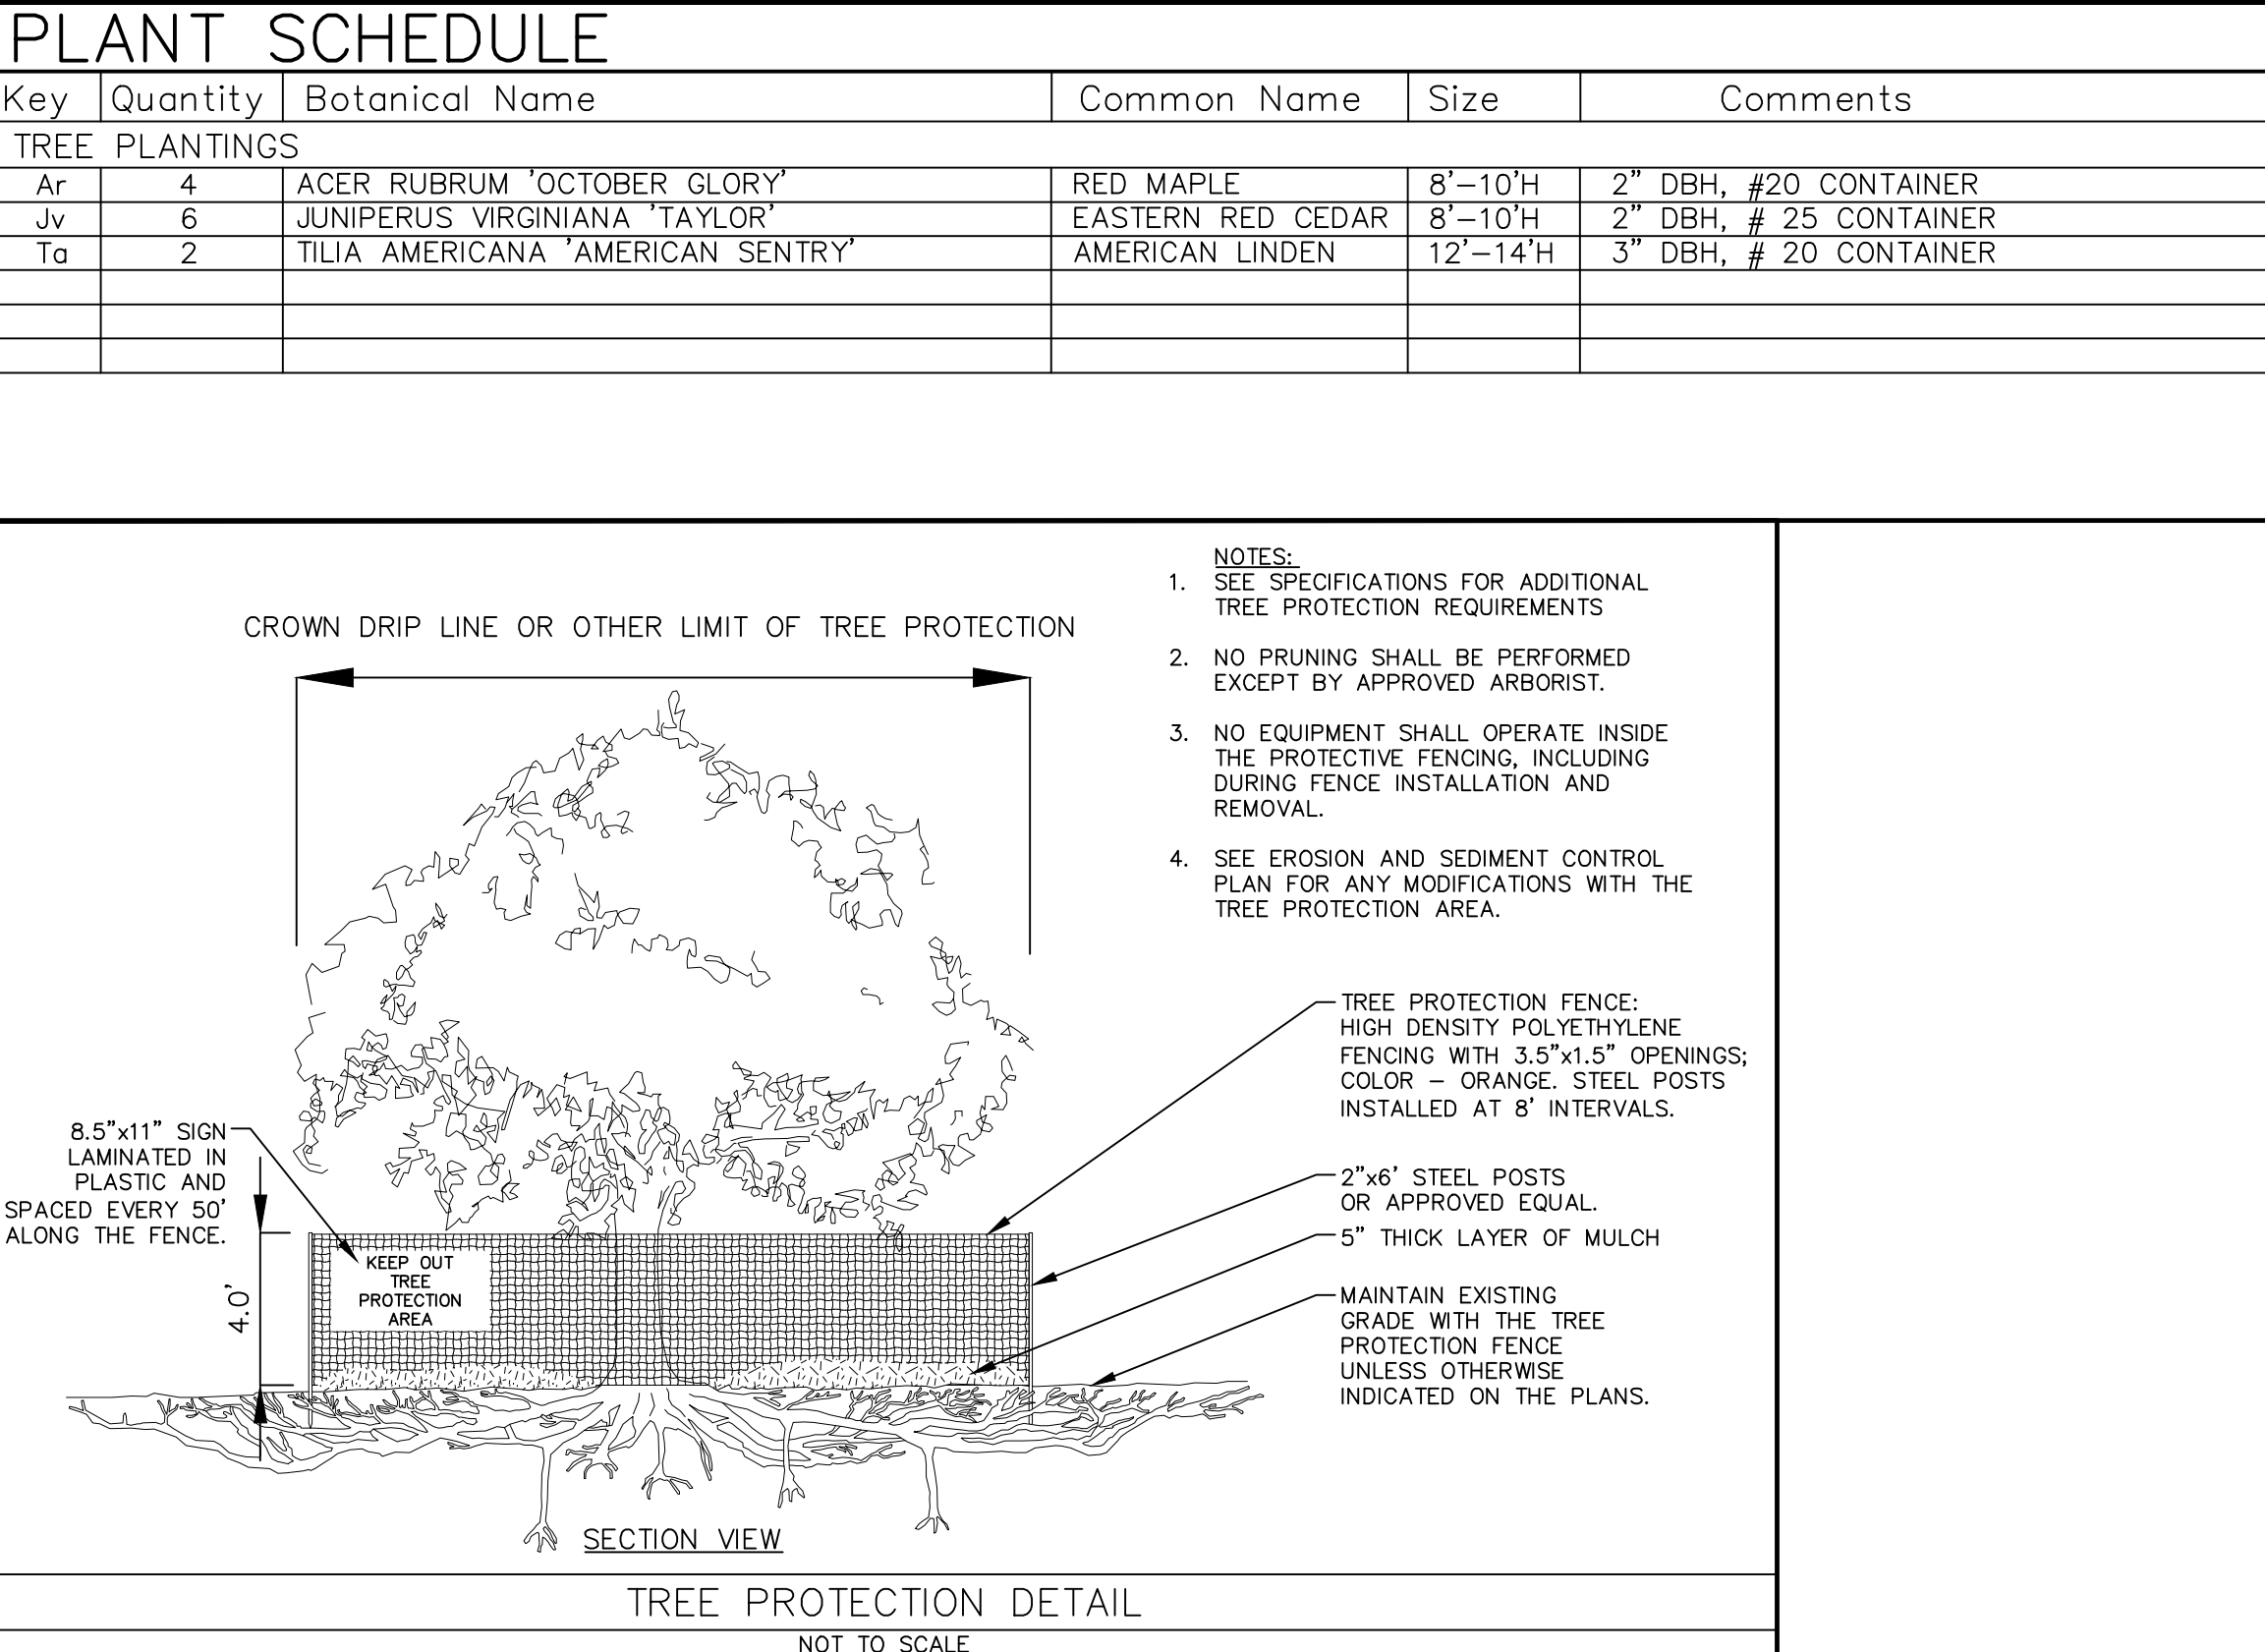 PLANT SCHEDULE
Key Quantity Botanical Name Common Name Size Comments
TREE PLANTINGS
Ar 4 ACER RUBRUM 'OCTOBER GLORY' RED MAPLE 8'-10'H 2" DBH, #20 CONTAINER
Jv 6 JUNIPERUS VIRGINIANA 'TAYLOR' EASTERN RED CEDAR 8'-10'H 2" DBH, # 25 CONTAINER
Ta 2 TILIA AMERICANA 'AMERICAN SENTRY' AMERICAN LINDEN 12'-14'H 3" DBH, # 20 CONTAINER
NOTES:
1. SEE SPECIFICATIONS FOR ADDITIONAL
TREE PROTECTION REQUIREMENTS
2. NO PRUNING SHALL BE PERFORMED
EXCEPT BY APPROVED ARBORIST.
3. NO EQUIPMENT SHALL OPERATE INSIDE
THE PROTECTIVE FENCING, INCLUDING
DURING FENCE INSTALLATION AND
REMOVAL.
4. SEE EROSION AND SEDIMENT CONTROL
PLAN FOR ANY MODIFICATIONS WITH THE
TREE PROTECTION AREA.
CROWN DRIP LINE OR OTHER LIMIT OF TREE PROTECTION
TREE PROTECTION FENCE:
HIGH DENSITY POLYETHYLENE
FENCING WITH 3.5"x1.5" OPENINGS;
COLOR - ORANGE. STEEL POSTS
INSTALLED AT 8' INTERVALS.
2"x6' STEEL POSTS
OR APPROVED EQUAL.
5" THICK LAYER OF MULCH
MAINTAIN EXISTING
GRADE WITH THE TREE
PROTECTION FENCE
UNLESS OTHERWISE
INDICATED ON THE PLANS.
8.5"x11" SIGN
LAMINATED IN
PLASTIC AND
SPACED EVERY 50'
ALONG THE FENCE.
KEEP OUT
TREE
PROTECTION
AREA
4.0'
SECTION VIEW
TREE PROTECTION DETAIL
NOT TO SCALE